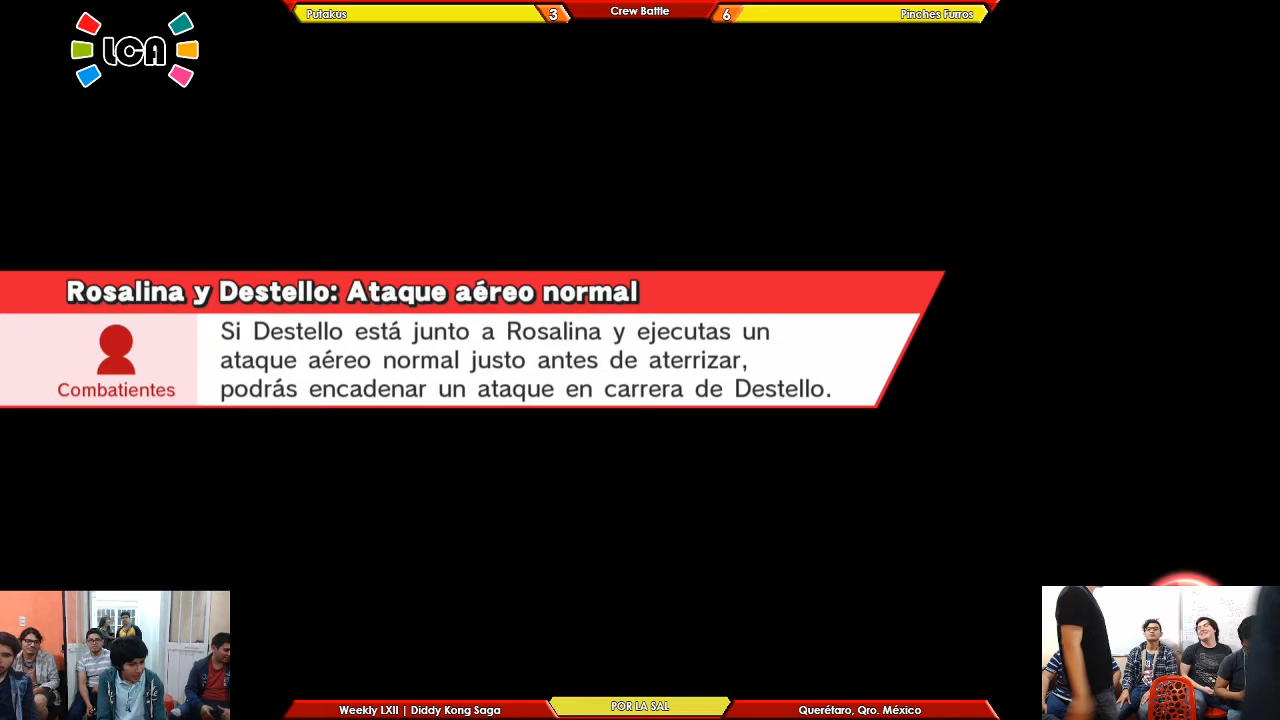 Putakus
3
Crew Battle
6
Pinches Furros
LCA
Rosalina y Destello: Ataque aéreo normal
Si Destello está junto a Rosalina y ejecutas un
ataque aéreo normal justo antes de aterrizar,
podrás encadenar un ataque en carrera de Destello.
Combatientes
Weekly LXII | Diddy Kong Saga
POR LA SAL
Querétaro, Qro. México